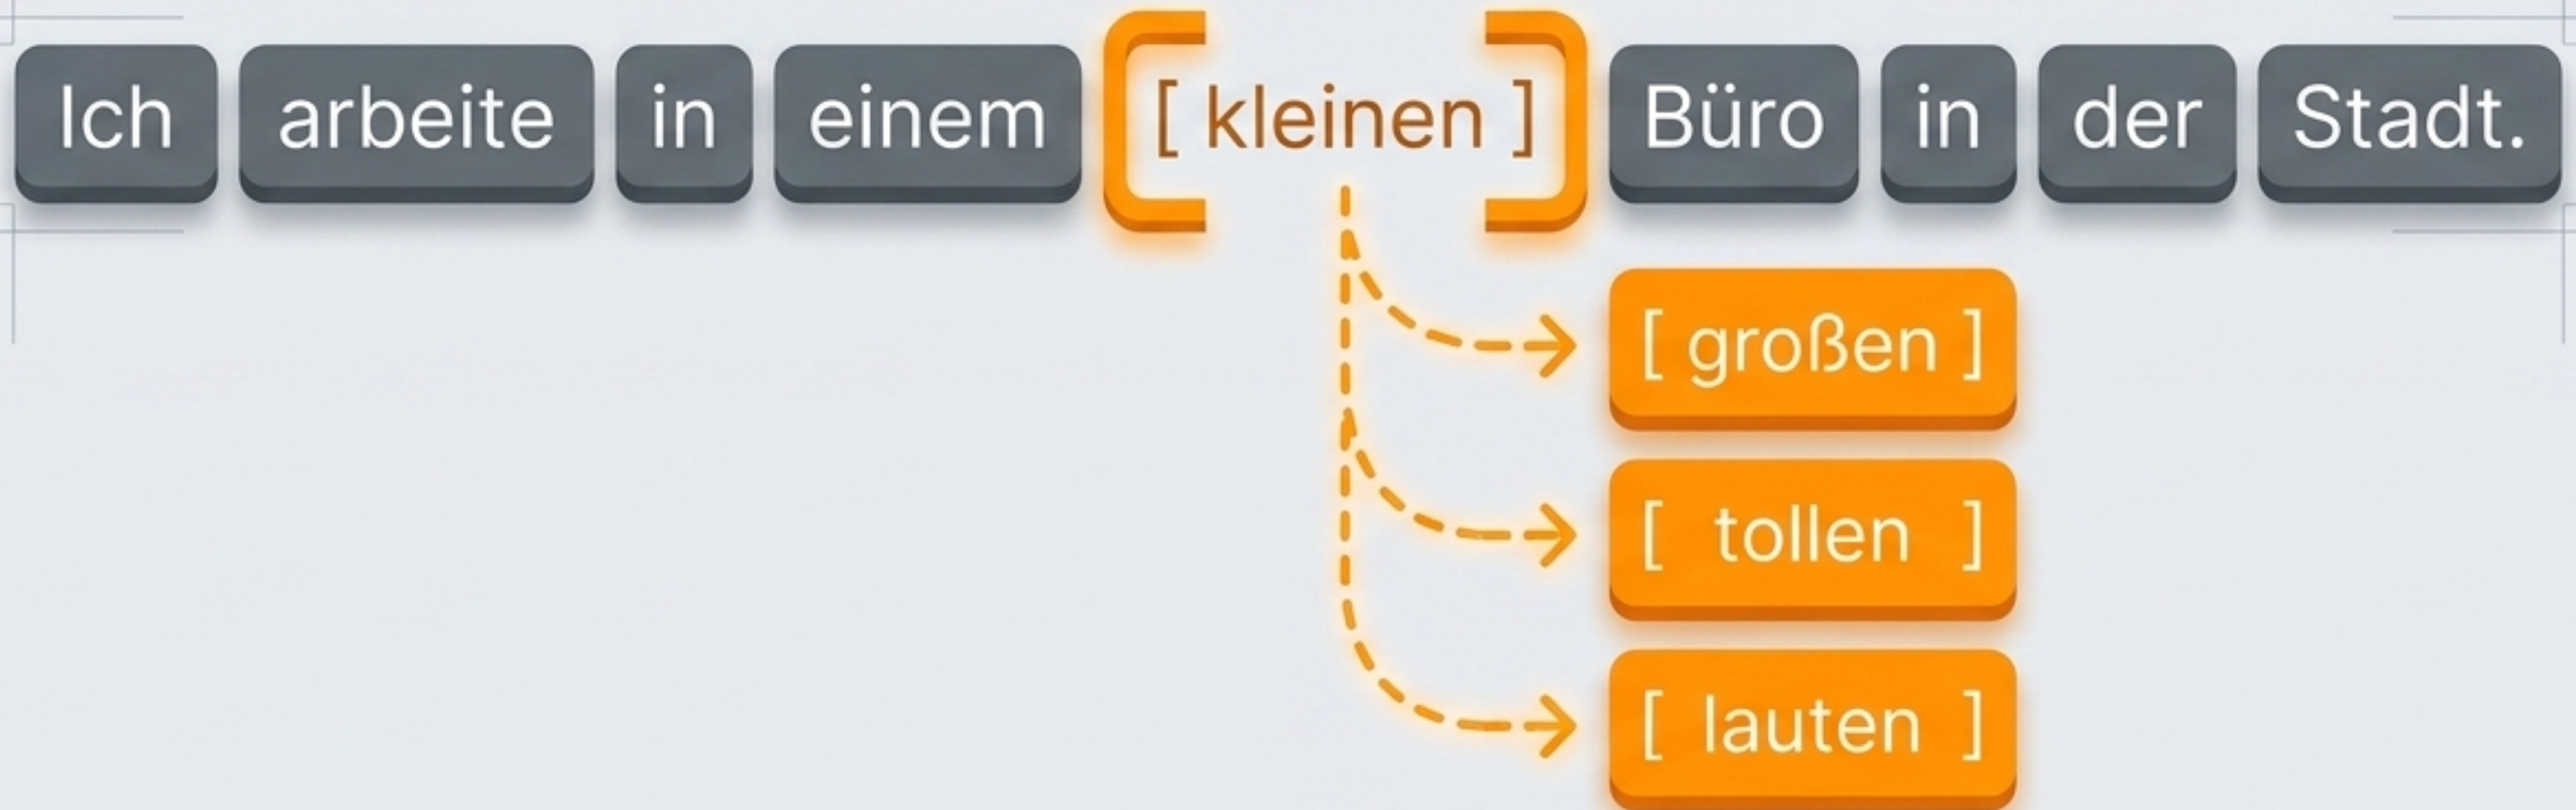 Ich arbeite in einem [ kleinen ] Büro in der Stadt.
[ großen ]
[ tollen ]
[ lauten ]